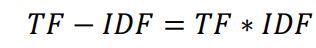 TF − IDF = TF ∗ IDF